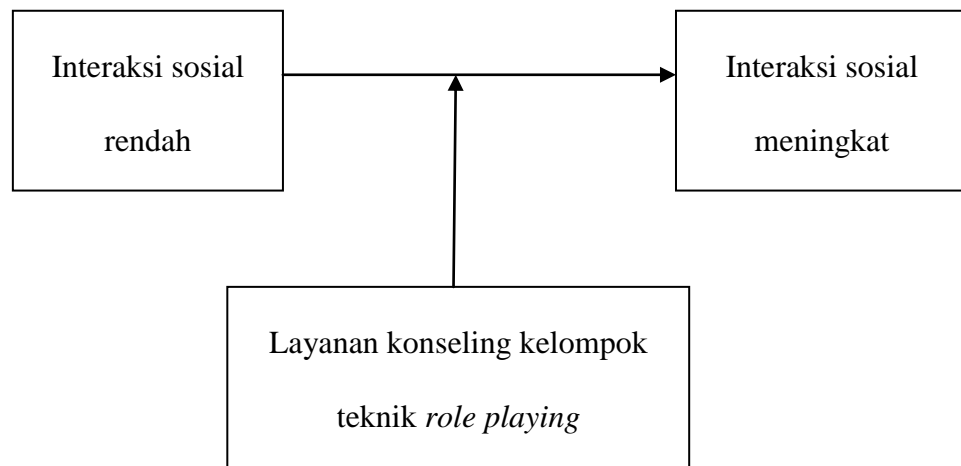 Interaksi sosial
rendah
Interaksi sosial
meningkat
Layanan konseling kelompok
teknik role playing